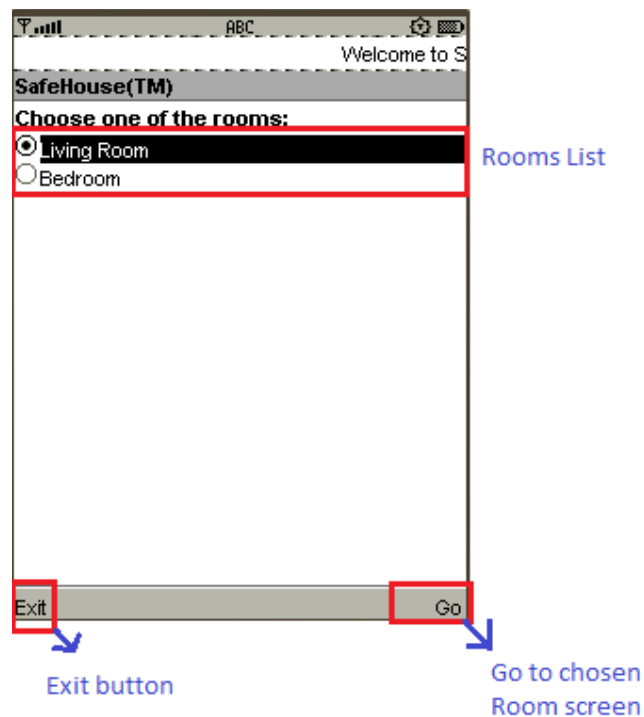 ABC
Welcome to S
SafeHouse(TM)
Choose one of the rooms:
Living Room
Bedroom
Rooms List
Exit
Go
Exit button
Go to chosen
Room screen